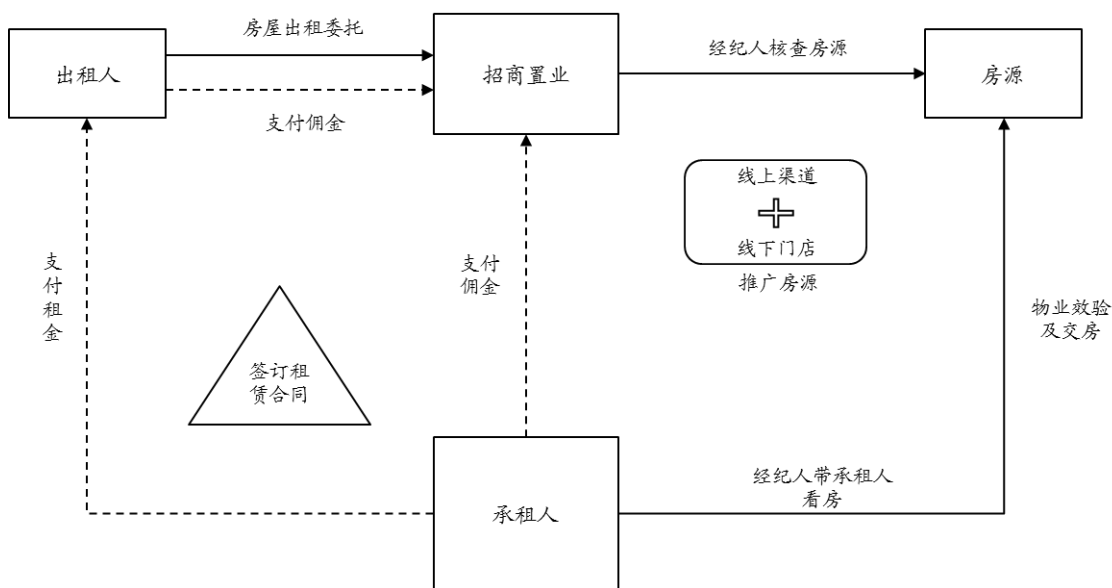 房屋出租委托
出租人
招商置业
经纪人核查房源
房源
支付佣金
线上渠道
线下门店
推广房源
支
付
租
金
支付
佣金
物业效验
及交房
签订租
赁合同
经纪人带承租人
看房
承租人